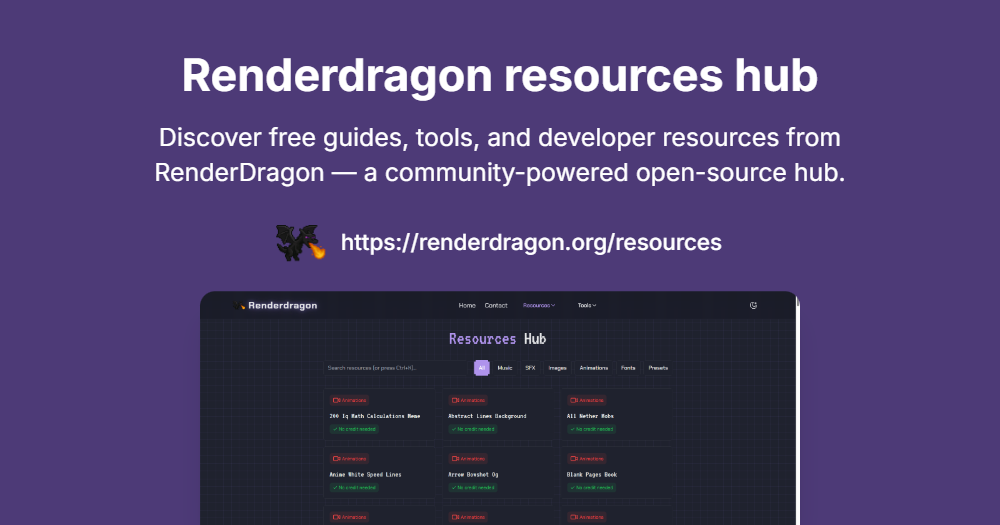 Renderdragon resources hub
Discover free guides, tools, and developer resources from
RenderDragon — a community-powered open-source hub.
https://renderdragon.org/resources
Renderdragon
Home Contact Resources Tools
Resources Hub
Search resources (or press Ctrl+K)...
All Music SFX Images Animations Fonts Presets
Animations Animations Animations
200 Iq Math Calculations Meme Abstract Lines Background All Nether Mobs
✓ No credit needed ✓ No credit needed ✓ No credit needed
Animations Animations Animations
Anime White Speed Lines Arrow Bowshot Og Blank Pages Book
✓ No credit needed ✓ No credit needed ✓ No credit needed
Animations Animations Animations